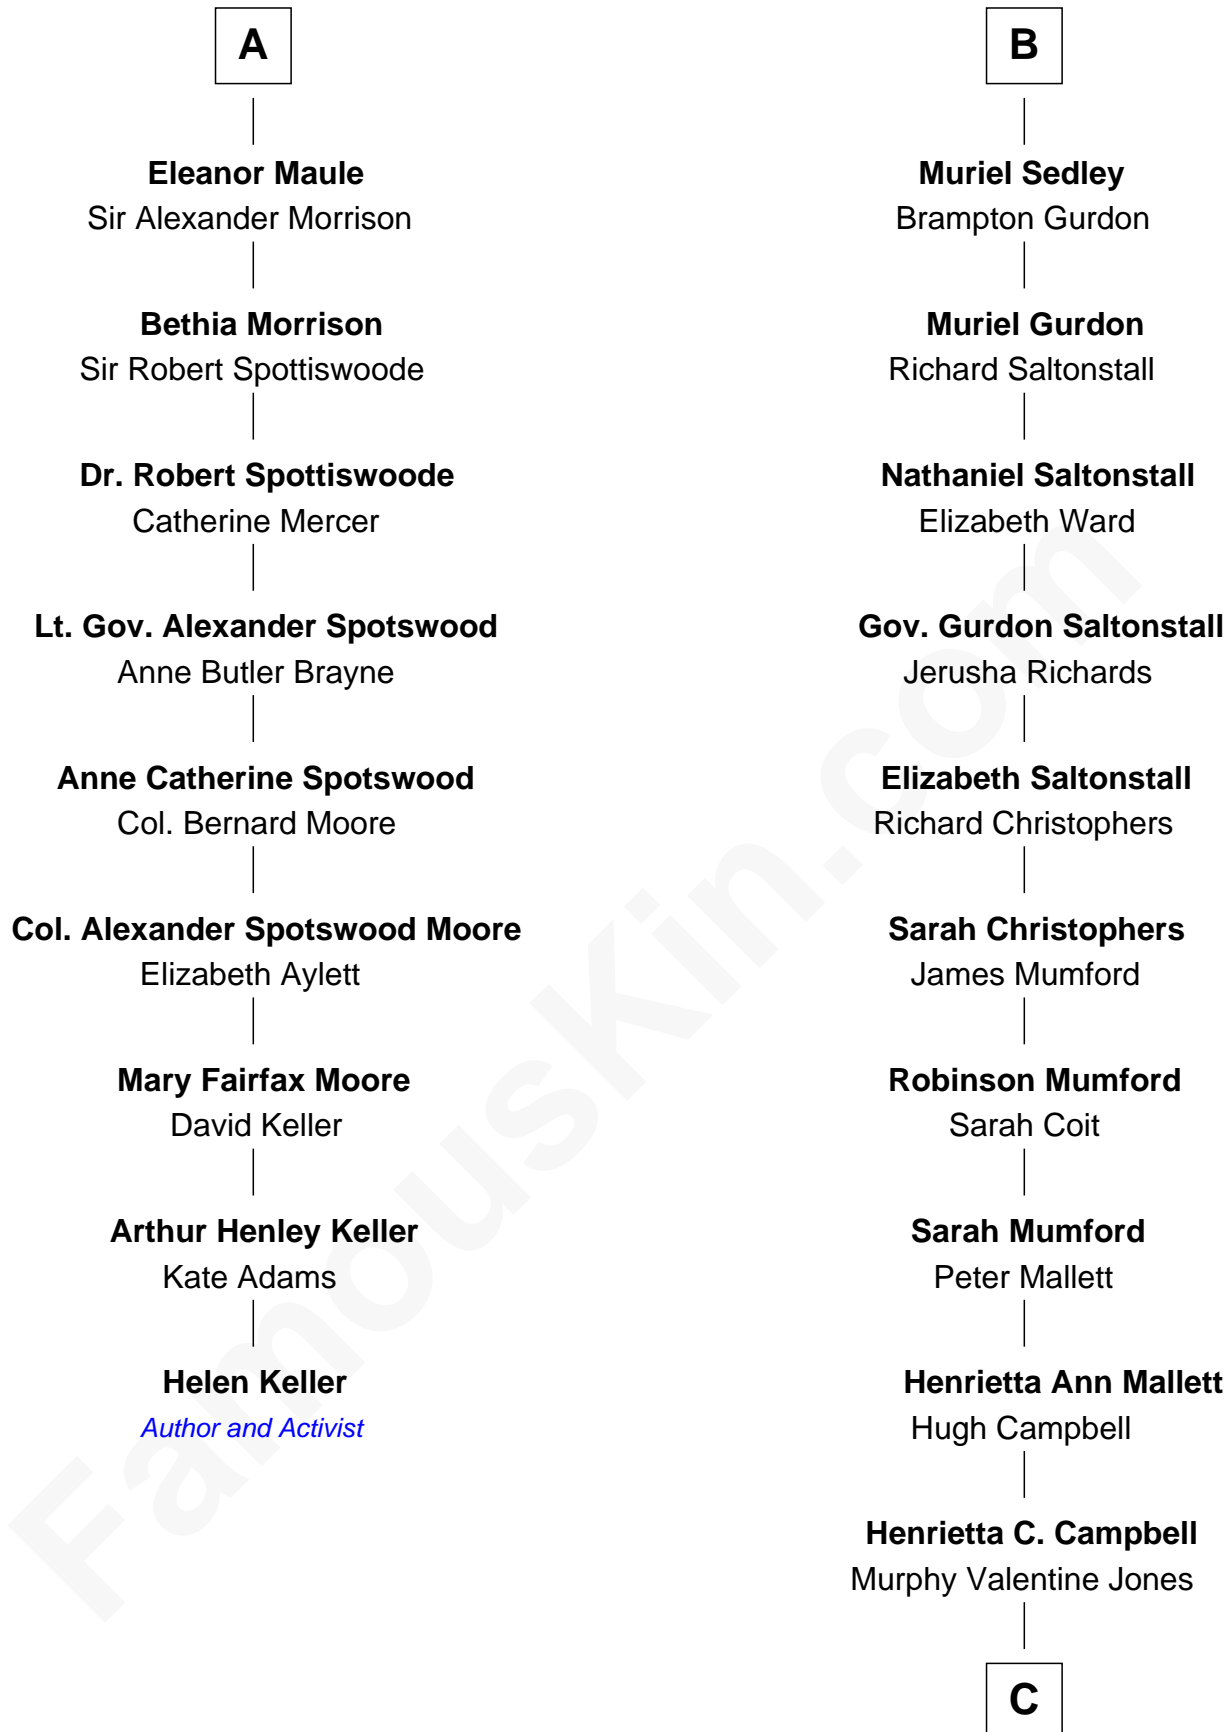 A
Eleanor Maule
Sir Alexander Morrison
Bethia Morrison
Sir Robert Spottiswoode
Dr. Robert Spottiswoode
Catherine Mercer
Lt. Gov. Alexander Spotswood
Anne Butler Brayne
Anne Catherine Spotswood
Col. Bernard Moore
Col. Alexander Spotswood Moore
Elizabeth Aylett
Mary Fairfax Moore
David Keller
Arthur Henley Keller
Kate Adams
Helen Keller
Author and Activist
B
Muriel Sedley
Brampton Gurdon
Muriel Gurdon
Richard Saltonstall
Nathaniel Saltonstall
Elizabeth Ward
Gov. Gurdon Saltonstall
Jerusha Richards
Elizabeth Saltonstall
Richard Christophers
Sarah Christophers
James Mumford
Robinson Mumford
Sarah Coit
Sarah Mumford
Peter Mallett
Henrietta Ann Mallett
Hugh Campbell
Henrietta C. Campbell
Murphy Valentine Jones
C
FamousKin.com